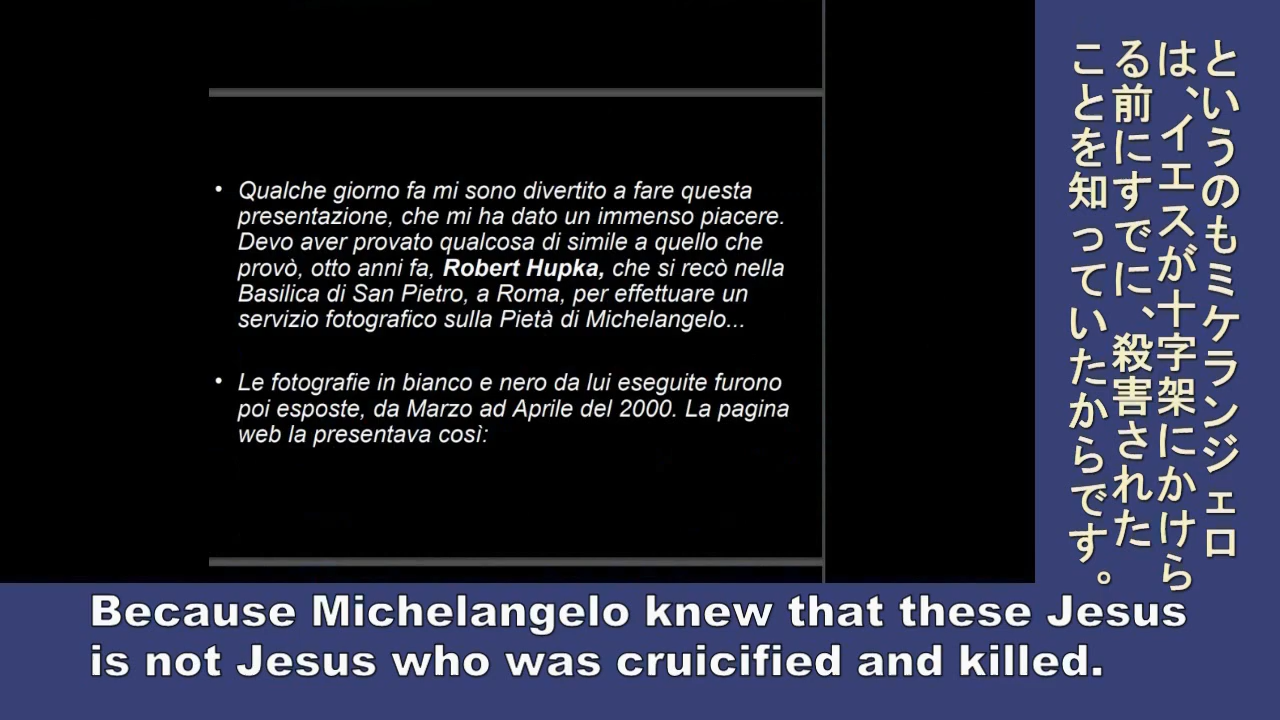 • Qualche giorno fa mi sono divertito a fare questa
presentazione, che mi ha dato un immenso piacere.
Devo aver provato qualcosa di simile a quello che
provò, otto anni fa, Robert Hupka, che si recò nella
Basilica di San Pietro, a Roma, per effettuare un
servizio fotografico sulla Pietà di Michelangelo...
• Le fotografie in bianco e nero da lui eseguite furono
poi esposte, da Marzo ad Aprile del 2000. La pagina
web la presentava così:
というのもミケランジェロ
は、イエスが十字架にかけら
る前にすでに、殺害された
ことを知っていたからです。
Because Michelangelo knew that these Jesus
is not Jesus who was cruicified and killed.